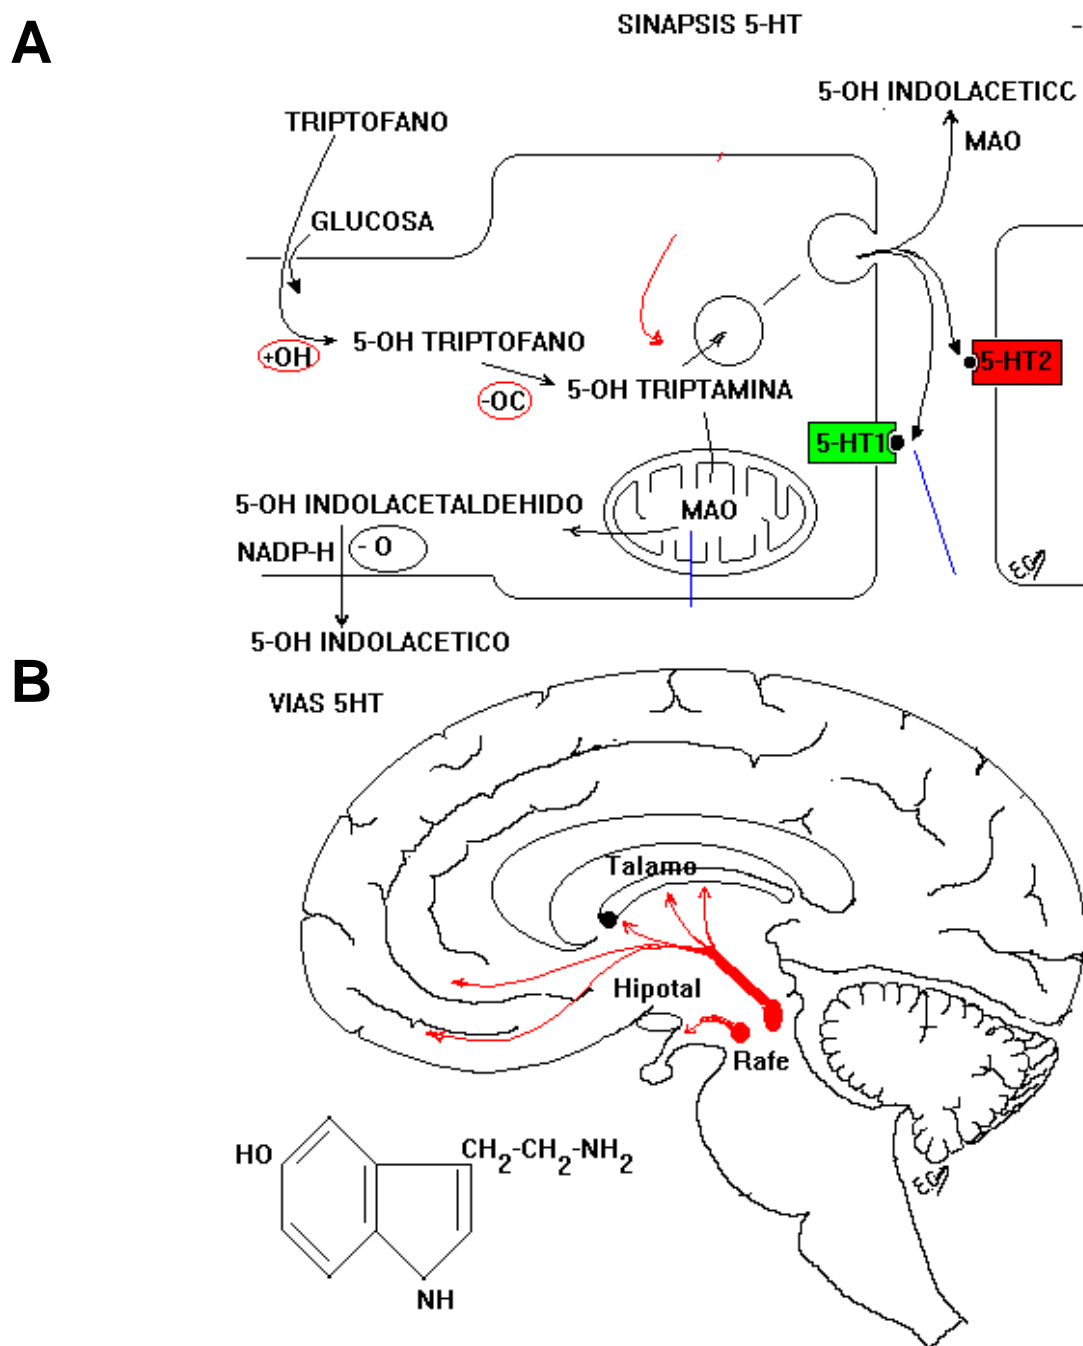 A
SINAPSIS 5-HT
5-OH INDOLACETICC
TRIPTOFANO
MAO
GLUCOSA
+OH
5-OH TRIPTOFANO
5-HT2
-OC
5-OH TRIPTAMINA
5-HT1
5-OH INDOLACETALDEHIDO
MAO
NADP-H
- O
5-OH INDOLACETICO
B
VIAS 5HT
Talamo
Hipotal
Rafe
HO
CH2-CH2-NH2
NH